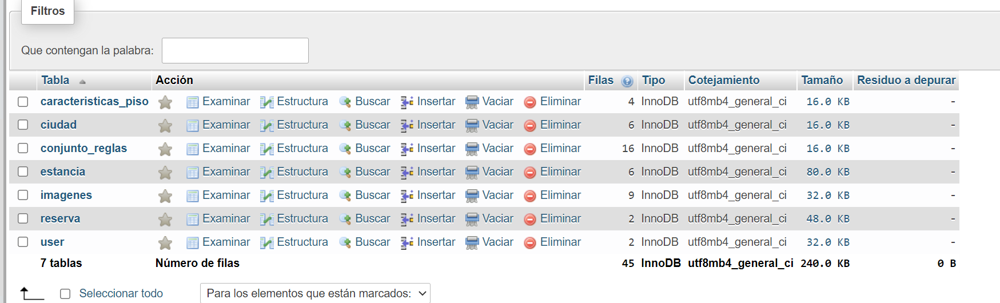 Filtros
Que contengan la palabra:
Tabla Acción Filas Tipo Cotejamiento Tamaño Residuo a depurar
caracteristicas_piso Examinar Estructura Buscar Insertar Vaciar Eliminar 4 InnoDB utf8mb4_general_ci 16.0 KB -
ciudad Examinar Estructura Buscar Insertar Vaciar Eliminar 6 InnoDB utf8mb4_general_ci 16.0 KB -
conjunto_reglas Examinar Estructura Buscar Insertar Vaciar Eliminar 16 InnoDB utf8mb4_general_ci 16.0 KB -
estancia Examinar Estructura Buscar Insertar Vaciar Eliminar 6 InnoDB utf8mb4_general_ci 80.0 KB -
imagenes Examinar Estructura Buscar Insertar Vaciar Eliminar 9 InnoDB utf8mb4_general_ci 32.0 KB -
reserva Examinar Estructura Buscar Insertar Vaciar Eliminar 2 InnoDB utf8mb4_general_ci 48.0 KB -
user Examinar Estructura Buscar Insertar Vaciar Eliminar 2 InnoDB utf8mb4_general_ci 32.0 KB -
7 tablas Número de filas 45 InnoDB utf8mb4_general_ci 240.0 KB 0 B
Seleccionar todo Para los elementos que están marcados: